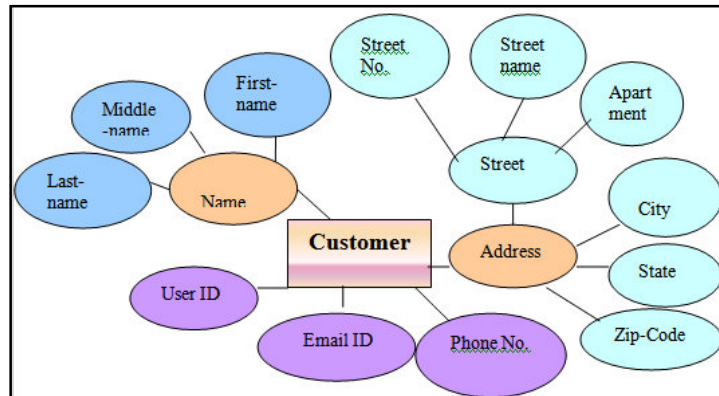 Street
No.
Street
name
First-
name
Apart
ment
Middle
-name
Last-
name
Street
Name
City
Customer
Address
State
User ID
Email ID
Phone No.
Zip-Code